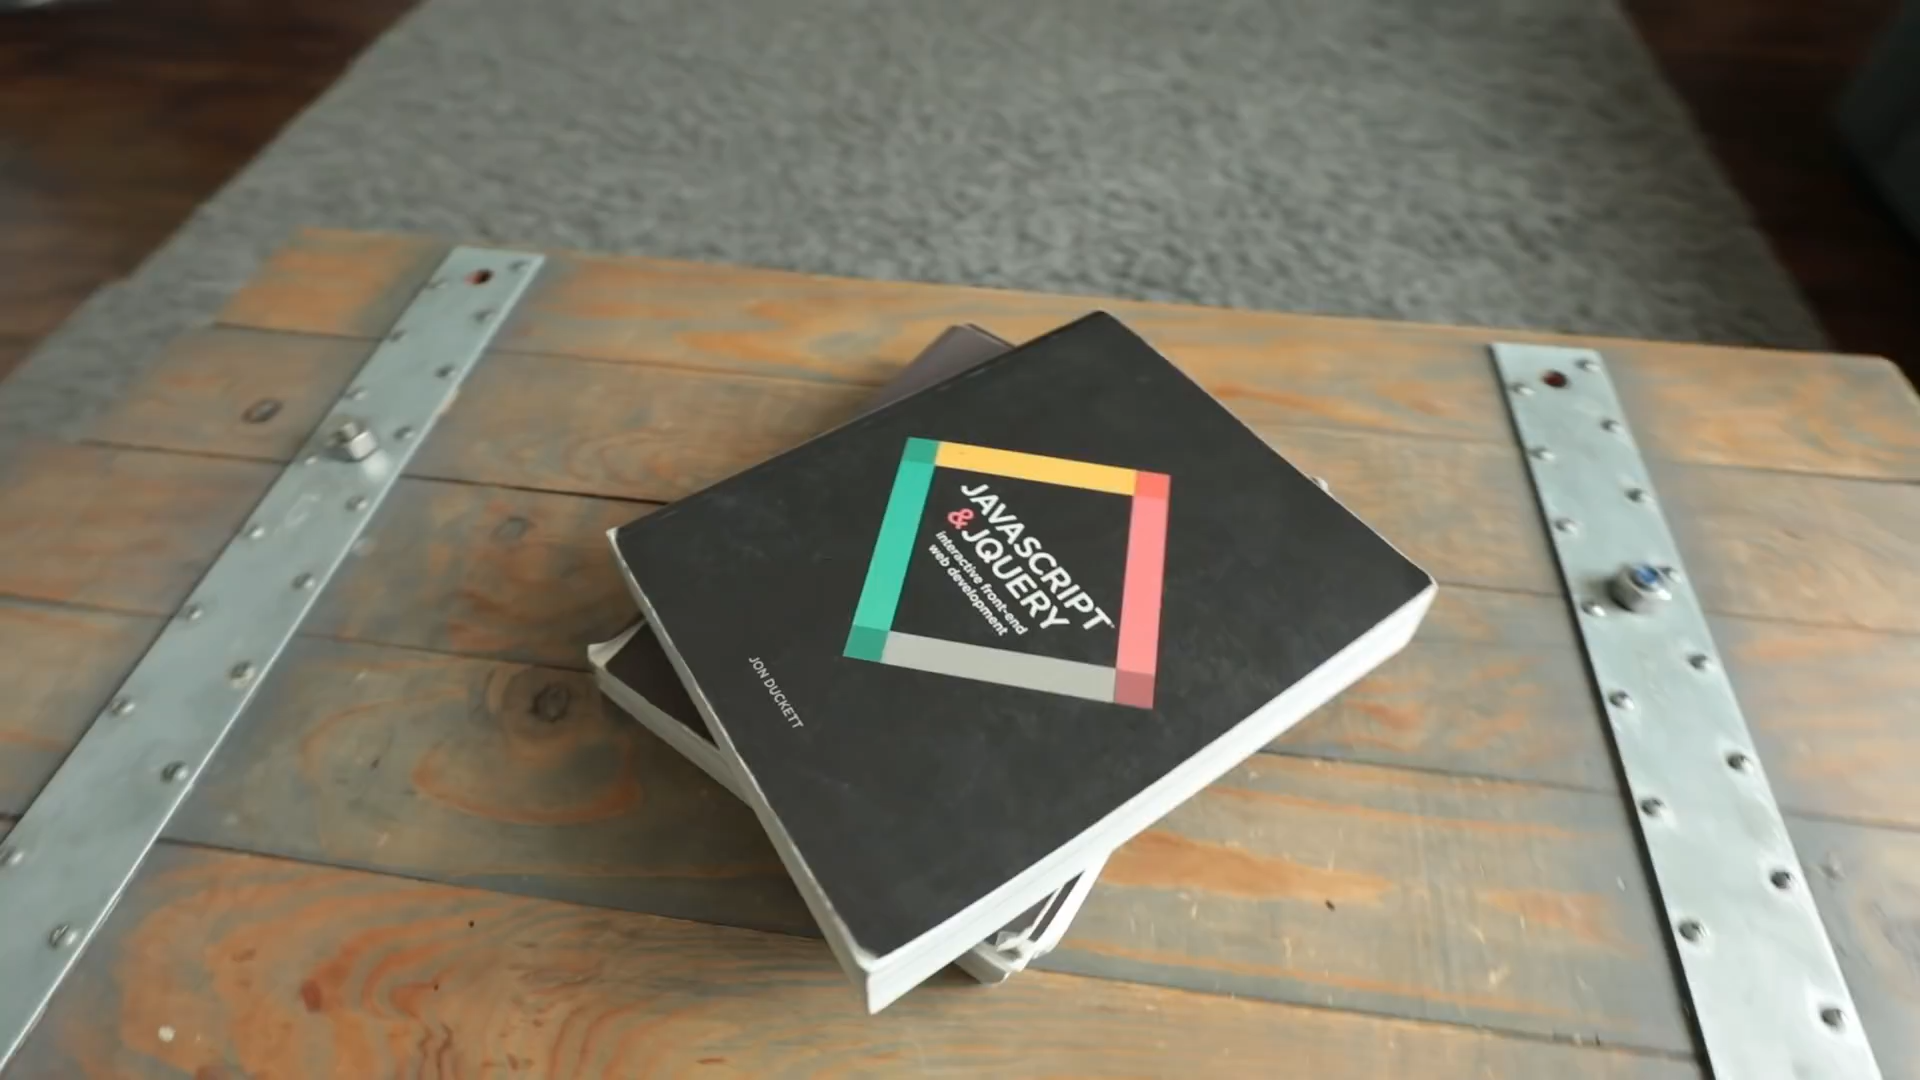 JAVASCRIPT
& JQUERY
interactive front-end
web development
JON DUCKETT